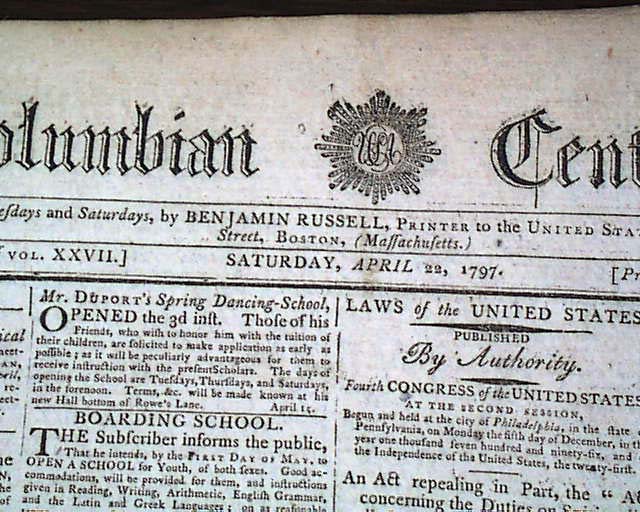 olumbian Cent
esdays and Saturdays, by BENJAMIN RUSSELL, PRINTER to the UNITED STA
Street, BOSTON, (Maſſachuſetts.)
VOL. XXVII.] SATURDAY, APRIL 22, 1797. [Pr
Mr. DUPORT's Spring Dancing-School,
OPENED the 3d inſt. Thoſe of his
Friends, who wiſh to honor him with the tuition of
their children, are ſolicited to make application as early as
poſſible; as it will be peculiarly advantageous for them to
receive inſtruction with the preſent Scholars. The days of
opening the School are Tueſdays, Thurſdays, and Saturdays,
in the forenoon. Terms, &c. will be made known at his
new Hall bottom of Rowe's Lane. April 15.
BOARDING SCHOOL.
THE Subſcriber informs the public,
That he intends, by the FIRST DAY OF MAY, to
OPEN A SCHOOL for Youth, of both ſexes. Good ac-
commodations, will be provided for them, and inſtructions
given in Reading, Writing, Arithmetic, Engliſh Grammar,
and the Latin and Greek Languages; on as reaſonable
LAWS of the UNITED STATES
PUBLISHED
By Authority.
Fourth CONGRESS of the UNITED STATES
AT THE SECOND SESSION,
Begun and held at the city of Philadelphia, in the ſtate of
Pennſylvania, on Monday the fifth day of December, in
year one thouſand ſeven hundred and ninety-ſix, and
the Independence of the United States, the twenty-firſt.
An Act repealing in Part, the "A
concerning the Duties on